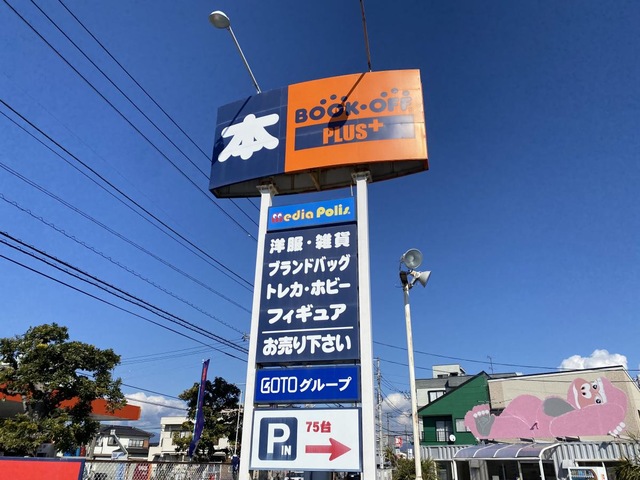 本
BOOK・OFF
PLUS+
Media Polis.
洋服・雑貨
ブランドバッグ
トレカ・ホビー
フィギュア
お売り下さい
GOTOグループ
P
IN
75台